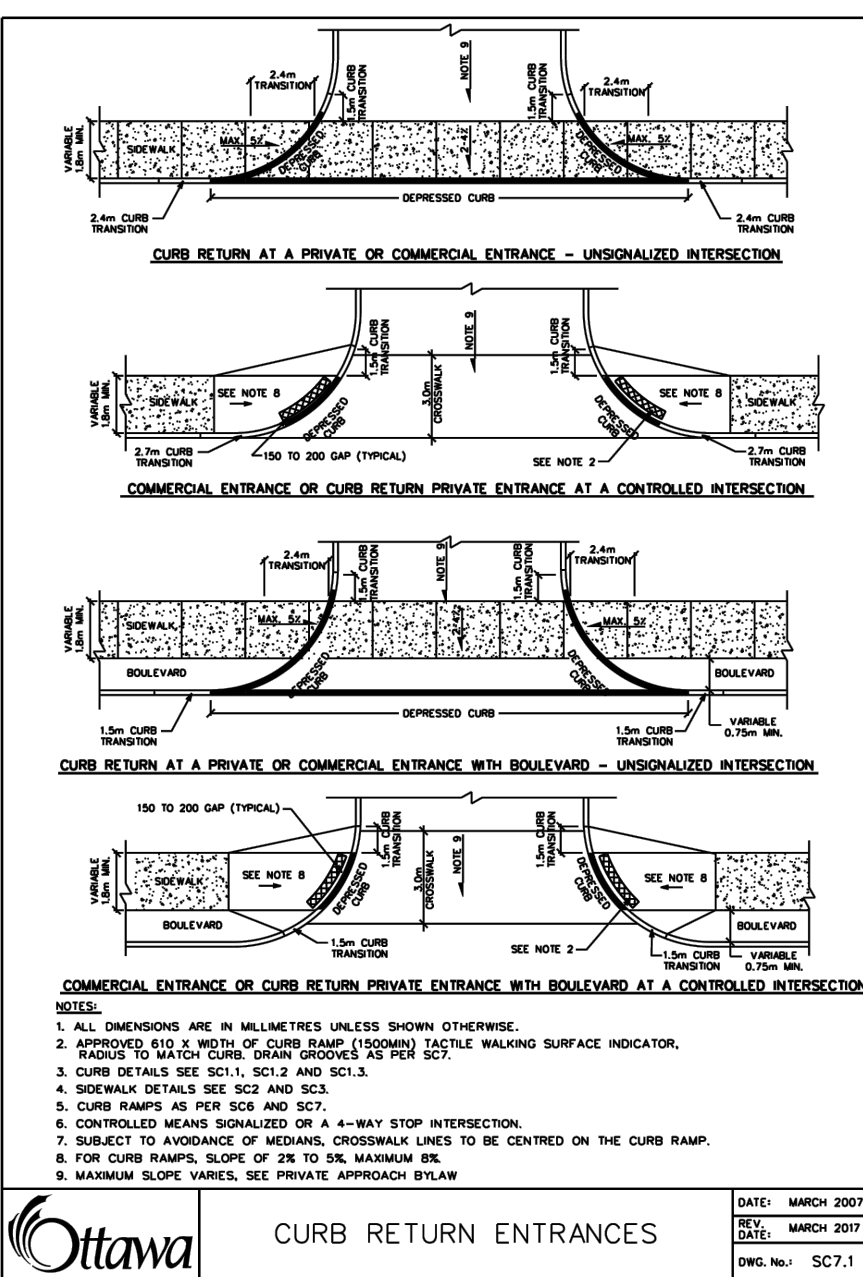 2.4m
TRANSITION
1.5m CURB
TRANSITION
NOTE 9
1.5m CURB
TRANSITION
2.4m
TRANSITION
VARIABLE
1.8m MIN.
SIDEWALK
MAX. 5%
DEPRESSED
CURB
2-4%
DEPRESSED
CURB
MAX. 5%
DEPRESSED CURB
2.4m CURB
TRANSITION
2.4m CURB
TRANSITION
CURB RETURN AT A PRIVATE OR COMMERCIAL ENTRANCE - UNSIGNALIZED INTERSECTION
1.5m CURB
TRANSITION
NOTE 9
1.5m CURB
TRANSITION
VARIABLE
1.8m MIN.
SIDEWALK
SEE NOTE 8
DEPRESSED
CURB
3.0m
CROSSWALK
DEPRESSED
CURB
SEE NOTE 8
SIDEWALK
2.7m CURB
TRANSITION
150 TO 200 GAP (TYPICAL)
SEE NOTE 2
2.7m CURB
TRANSITION
COMMERCIAL ENTRANCE OR CURB RETURN PRIVATE ENTRANCE AT A CONTROLLED INTERSECTION
2.4m
TRANSITION
1.5m CURB
TRANSITION
NOTE 9
1.5m CURB
TRANSITION
2.4m
TRANSITION
VARIABLE
1.8m MIN.
SIDEWALK
MAX. 5%
2-4%
MAX. 5%
BOULEVARD
DEPRESSED
CURB
DEPRESSED
CURB
BOULEVARD
DEPRESSED CURB
1.5m CURB
TRANSITION
1.5m CURB
TRANSITION
VARIABLE
0.75m MIN.
CURB RETURN AT A PRIVATE OR COMMERCIAL ENTRANCE WITH BOULEVARD - UNSIGNALIZED INTERSECTION
150 TO 200 GAP (TYPICAL)
1.5m CURB
TRANSITION
NOTE 9
1.5m CURB
TRANSITION
VARIABLE
1.8m MIN.
SIDEWALK
SEE NOTE 8
DEPRESSED
CURB
3.0m
CROSSWALK
DEPRESSED
CURB
SEE NOTE 8
BOULEVARD
1.5m CURB
TRANSITION
SEE NOTE 2
1.5m CURB
TRANSITION
BOULEVARD
VARIABLE
0.75m MIN.
COMMERCIAL ENTRANCE OR CURB RETURN PRIVATE ENTRANCE WITH BOULEVARD AT A CONTROLLED INTERSECTION
NOTES:
1. ALL DIMENSIONS ARE IN MILLIMETRES UNLESS SHOWN OTHERWISE.
2. APPROVED 610 X WIDTH OF CURB RAMP (1500MIN) TACTILE WALKING SURFACE INDICATOR,
RADIUS TO MATCH CURB. DRAIN GROOVES AS PER SC7.
3. CURB DETAILS SEE SC1.1, SC1.2 AND SC1.3.
4. SIDEWALK DETAILS SEE SC2 AND SC3.
5. CURB RAMPS AS PER SC6 AND SC7.
6. CONTROLLED MEANS SIGNALIZED OR A 4-WAY STOP INTERSECTION.
7. SUBJECT TO AVOIDANCE OF MEDIANS, CROSSWALK LINES TO BE CENTRED ON THE CURB RAMP.
8. FOR CURB RAMPS, SLOPE OF 2% TO 5%, MAXIMUM 8%.
9. MAXIMUM SLOPE VARIES, SEE PRIVATE APPROACH BYLAW
Ottawa
CURB RETURN ENTRANCES
DATE: MARCH 2007
REV. DATE: MARCH 2017
DWG. No.: SC7.1